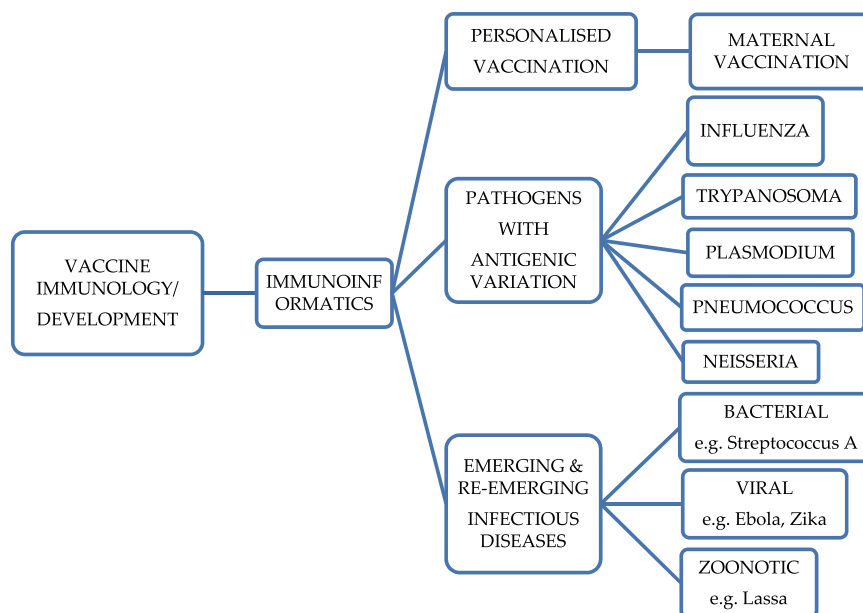 VACCINE
IMMUNOLOGY/
DEVELOPMENT
IMMUNOINF
ORMATICS
PERSONALISED
VACCINATION
MATERNAL
VACCINATION
PATHOGENS
WITH
ANTIGENIC
VARIATION
INFLUENZA
TRYPANOSOMA
PLASMODIUM
PNEUMOCOCCUS
NEISSERIA
EMERGING &
RE-EMERGING
INFECTIOUS
DISEASES
BACTERIAL
e.g. Streptococcus A
VIRAL
e.g. Ebola, Zika
ZOONOTIC
e.g. Lassa